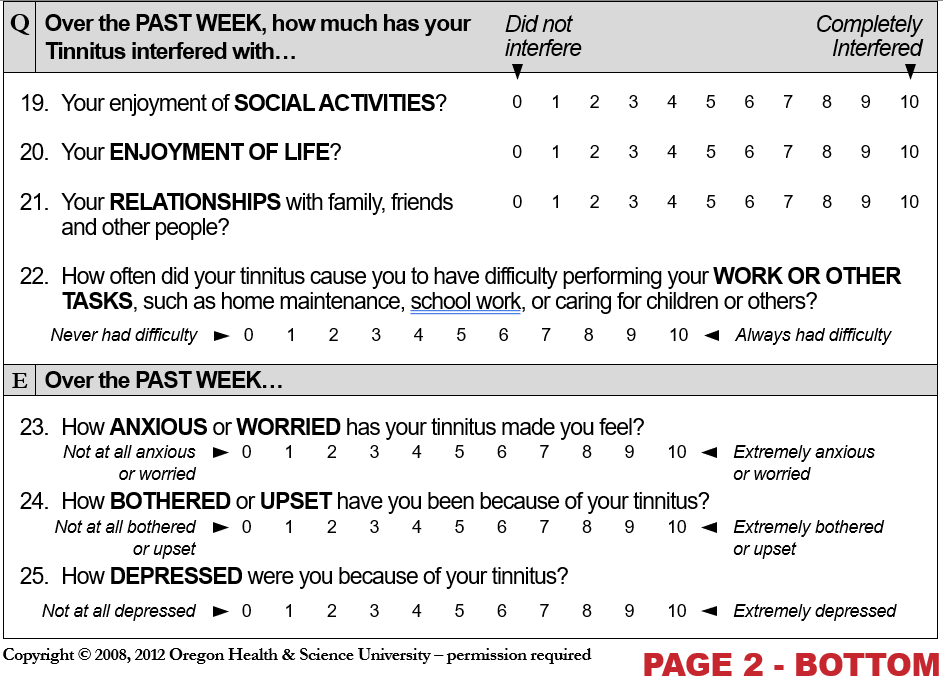 Q Over the PAST WEEK, how much has your Did not Completely
Tinnitus interfered with… interfere Interfered
19. Your enjoyment of SOCIAL ACTIVITIES? 0 1 2 3 4 5 6 7 8 9 10
20. Your ENJOYMENT OF LIFE? 0 1 2 3 4 5 6 7 8 9 10
21. Your RELATIONSHIPS with family, friends 0 1 2 3 4 5 6 7 8 9 10
and other people?
22. How often did your tinnitus cause you to have difficulty performing your WORK OR OTHER
TASKS, such as home maintenance, school work, or caring for children or others?
Never had difficulty ► 0 1 2 3 4 5 6 7 8 9 10 ◄ Always had difficulty
E Over the PAST WEEK…
23. How ANXIOUS or WORRIED has your tinnitus made you feel?
Not at all anxious ► 0 1 2 3 4 5 6 7 8 9 10 ◄ Extremely anxious
or worried or worried
24. How BOTHERED or UPSET have you been because of your tinnitus?
Not at all bothered ► 0 1 2 3 4 5 6 7 8 9 10 ◄ Extremely bothered
or upset or upset
25. How DEPRESSED were you because of your tinnitus?
Not at all depressed ► 0 1 2 3 4 5 6 7 8 9 10 ◄ Extremely depressed
Copyright © 2008, 2012 Oregon Health & Science University – permission required
PAGE 2 - BOTTOM